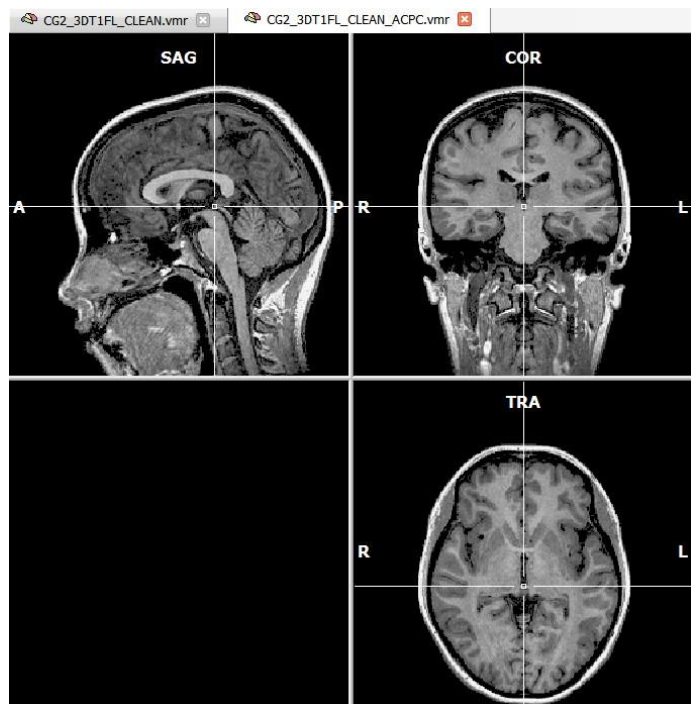 CG2_3DT1FL_CLEAN.vmr CG2_3DT1FL_CLEAN_ACPC.vmr
SAG COR
A P R L
TRA
R L